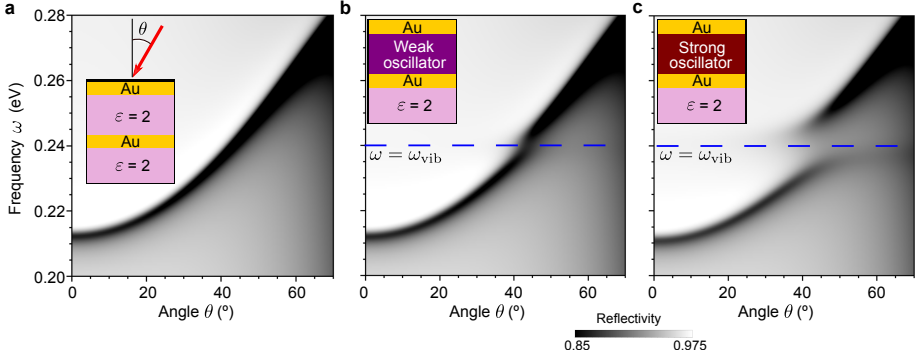 a
0.28
0.26
0.24
0.22
0.20
Frequency ω (eV)
θ
Au
ε = 2
Au
ε = 2
0
20
40
60
Angle θ (º)
b
Au
Weak
oscillator
Au
ε = 2
ω = ωvib
0
20
40
60
Angle θ (º)
c
Au
Strong
oscillator
Au
ε = 2
ω = ωvib
0
20
40
60
Angle θ (º)
Reflectivity
0.85
0.975